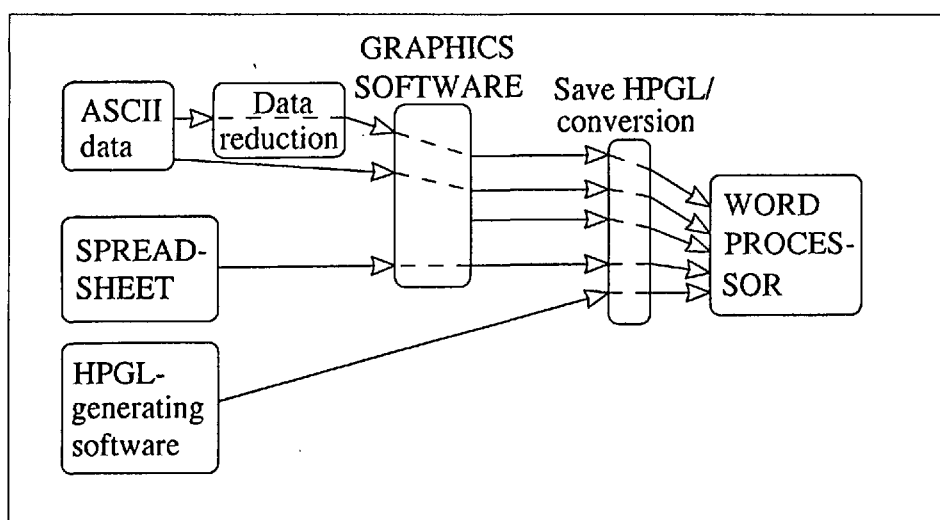 GRAPHICS
SOFTWARE
Save HPGL/
conversion
ASCII
data
Data
reduction
WORD
PROCES-
SOR
SPREAD-
SHEET
HPGL-
generating
software